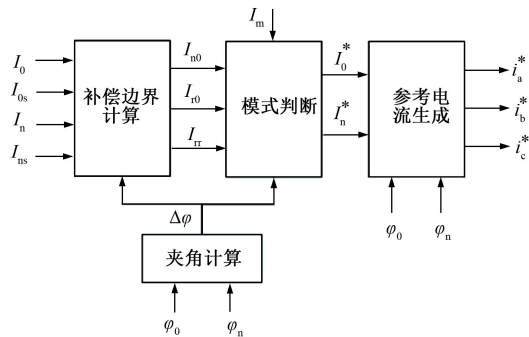 I_m
I_0
I_0s
I_n
I_ns
补偿边界
计算
I_n0
I_r0
I_rr
模式判断
I_0^*
I_n^*
参考电
流生成
i_a^*
i_b^*
i_c^*
Δφ
夹角计算
φ_0
φ_n
φ_0
φ_n